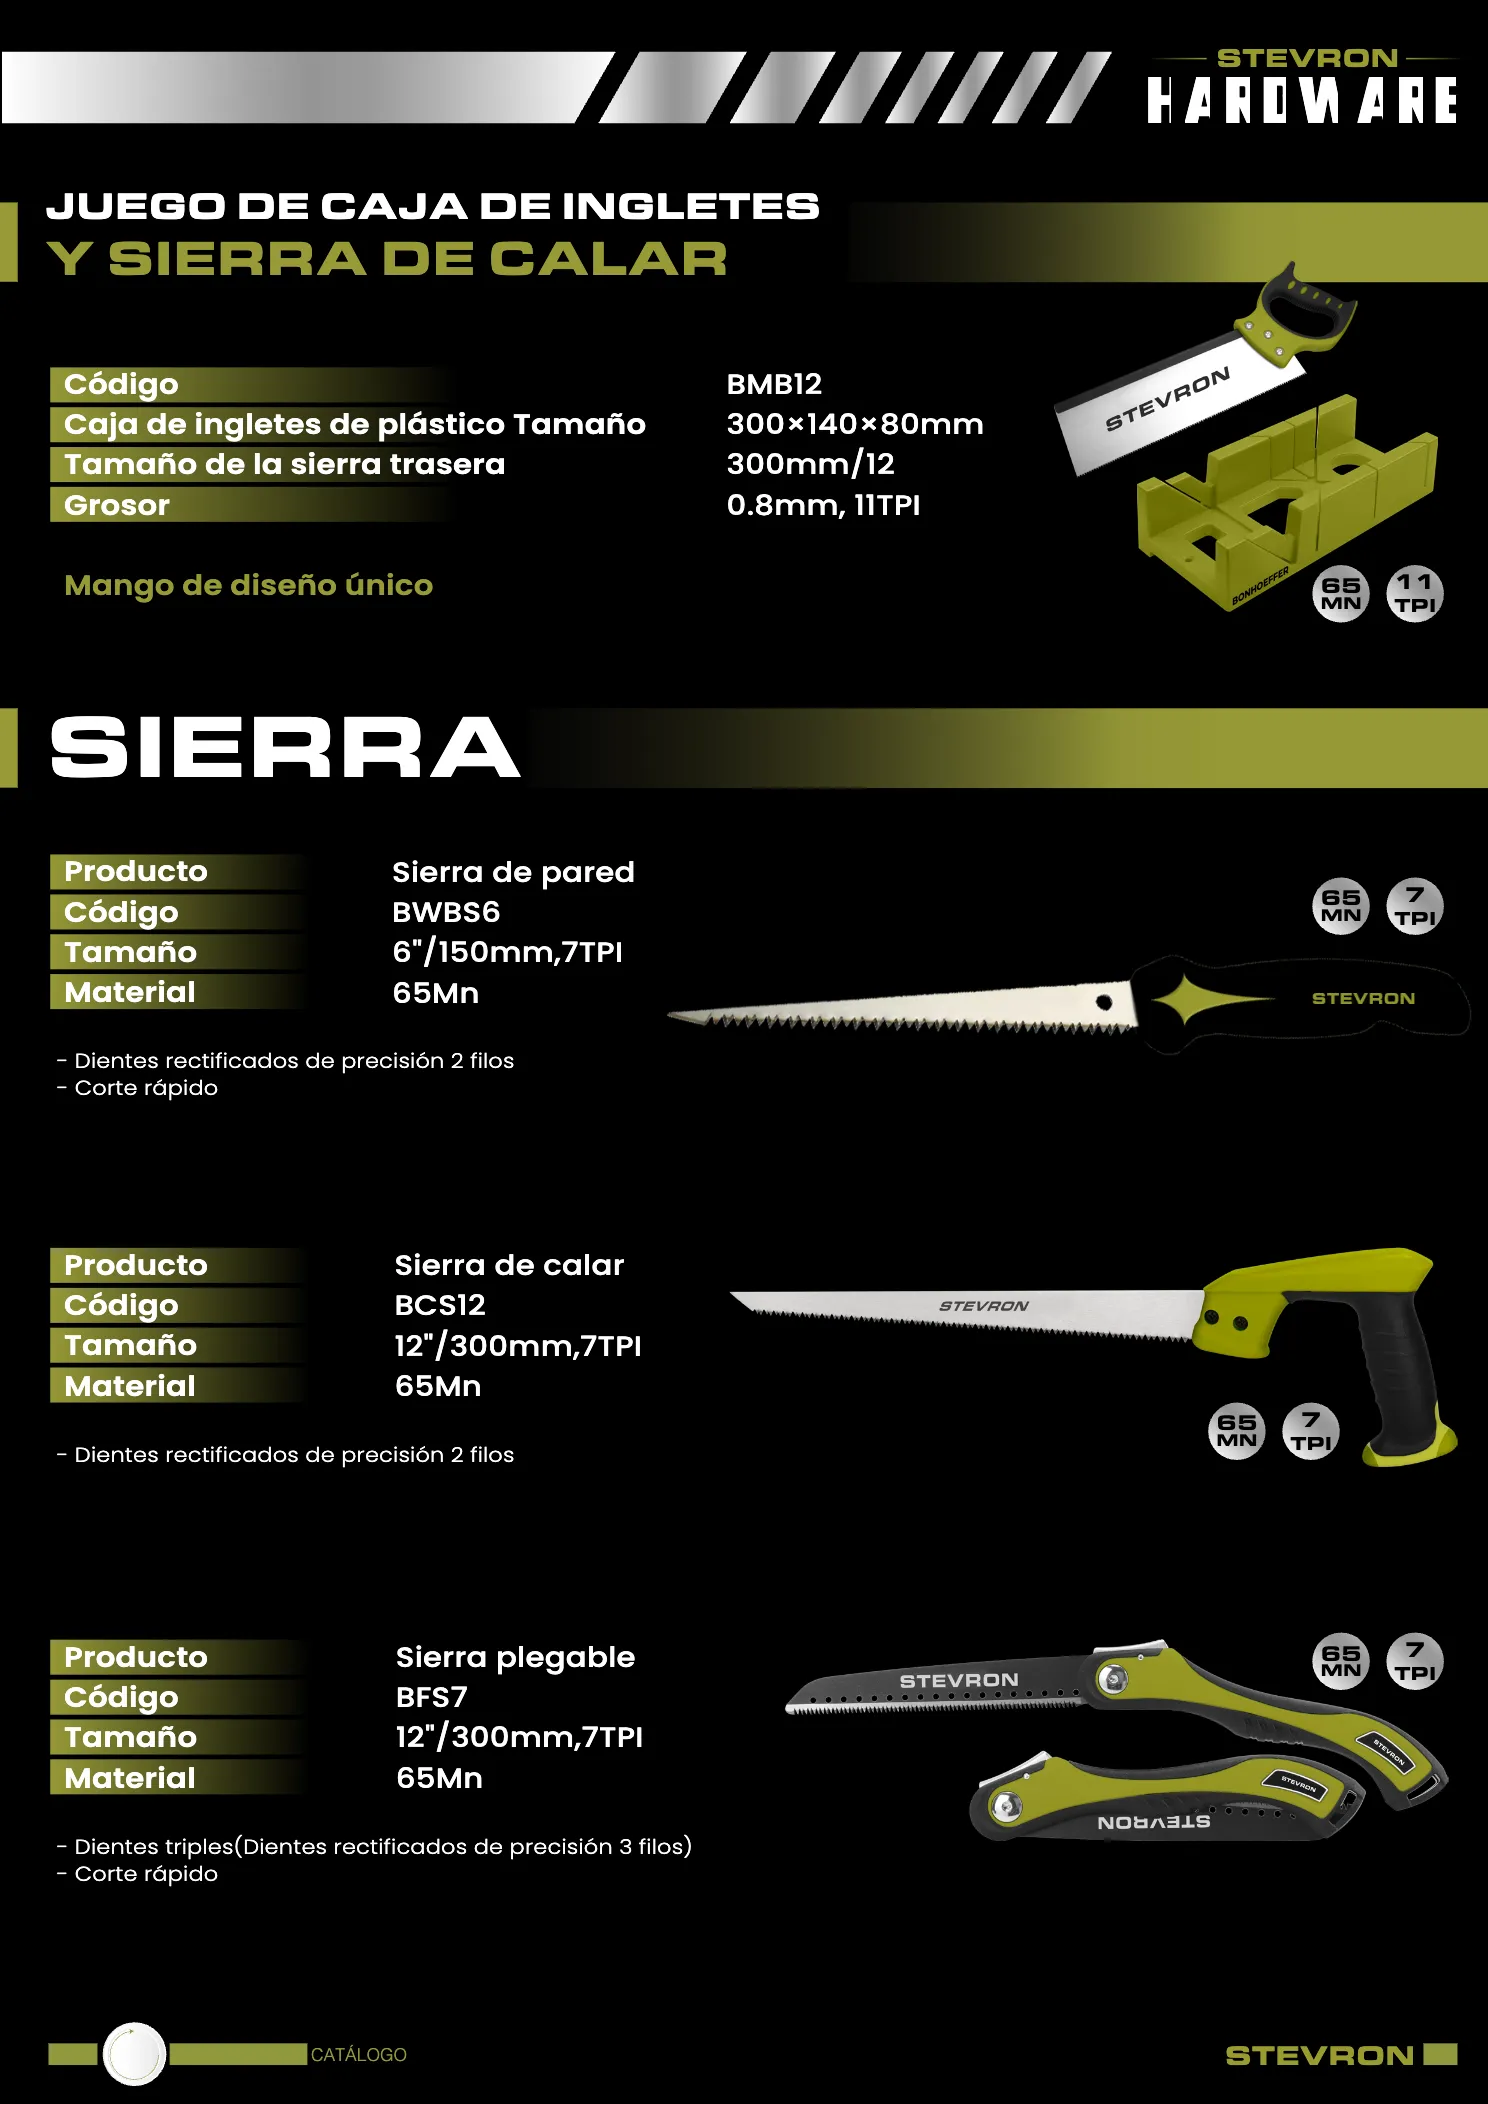 STEVRON
HARDWARE
JUEGO DE CAJA DE INGLETES
Y SIERRA DE CALAR
Código BMB12
Caja de ingletes de plástico Tamaño 300×140×80mm
Tamaño de la sierra trasera 300mm/12
Grosor 0.8mm, 11TPI
Mango de diseño único
STEVRON
BONHOEFFER
65 MN
11 TPI
SIERRA
Producto Sierra de pared
Código BWBS6
Tamaño 6"/150mm,7TPI
Material 65Mn
- Dientes rectificados de precisión 2 filos
- Corte rápido
65 MN
7 TPI
STEVRON
Producto Sierra de calar
Código BCS12
Tamaño 12"/300mm,7TPI
Material 65Mn
- Dientes rectificados de precisión 2 filos
STEVRON
65 MN
7 TPI
Producto Sierra plegable
Código BFS7
Tamaño 12"/300mm,7TPI
Material 65Mn
- Dientes triples(Dientes rectificados de precisión 3 filos)
- Corte rápido
65 MN
7 TPI
STEVRON
STEVRON
STEVRON
STEVRON
CATÁLOGO
STEVRON